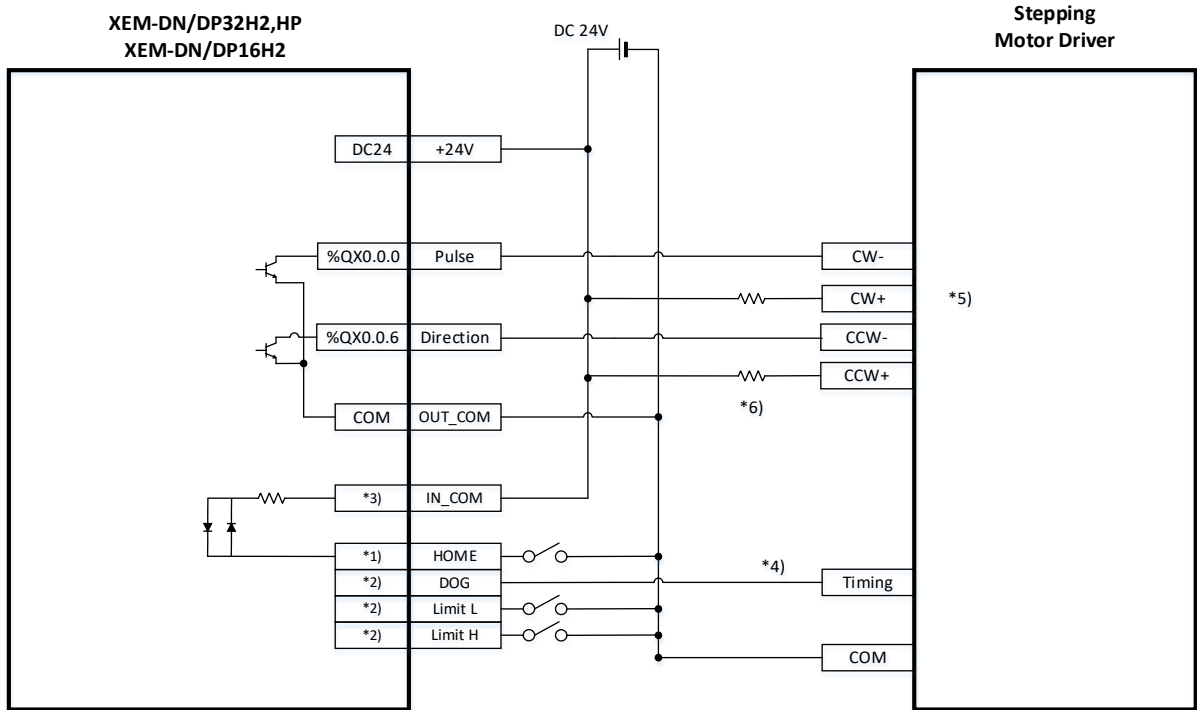 XEM-DN/DP32H2,HP
XEM-DN/DP16H2
Stepping
Motor Driver
DC 24V
DC24 +24V
%QX0.0.0 Pulse CW-
CW+ *5)
%QX0.0.6 Direction CCW-
CCW+
*6)
COM OUT_COM
*3) IN_COM
*1) HOME
*2) DOG *4) Timing
*2) Limit L
*2) Limit H
COM